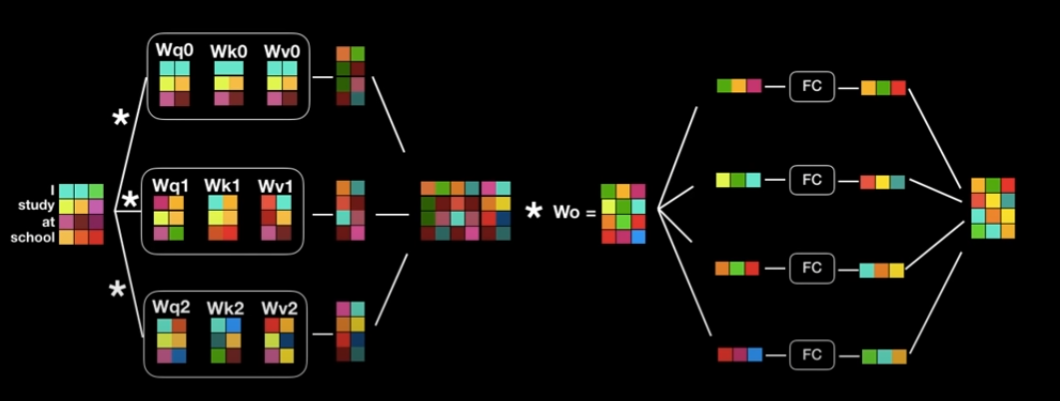 Wq0 Wk0 Wv0
*
I
study
at
school
*
Wq1 Wk1 Wv1
*
Wq2 Wk2 Wv2
* Wo =
FC
FC
FC
FC